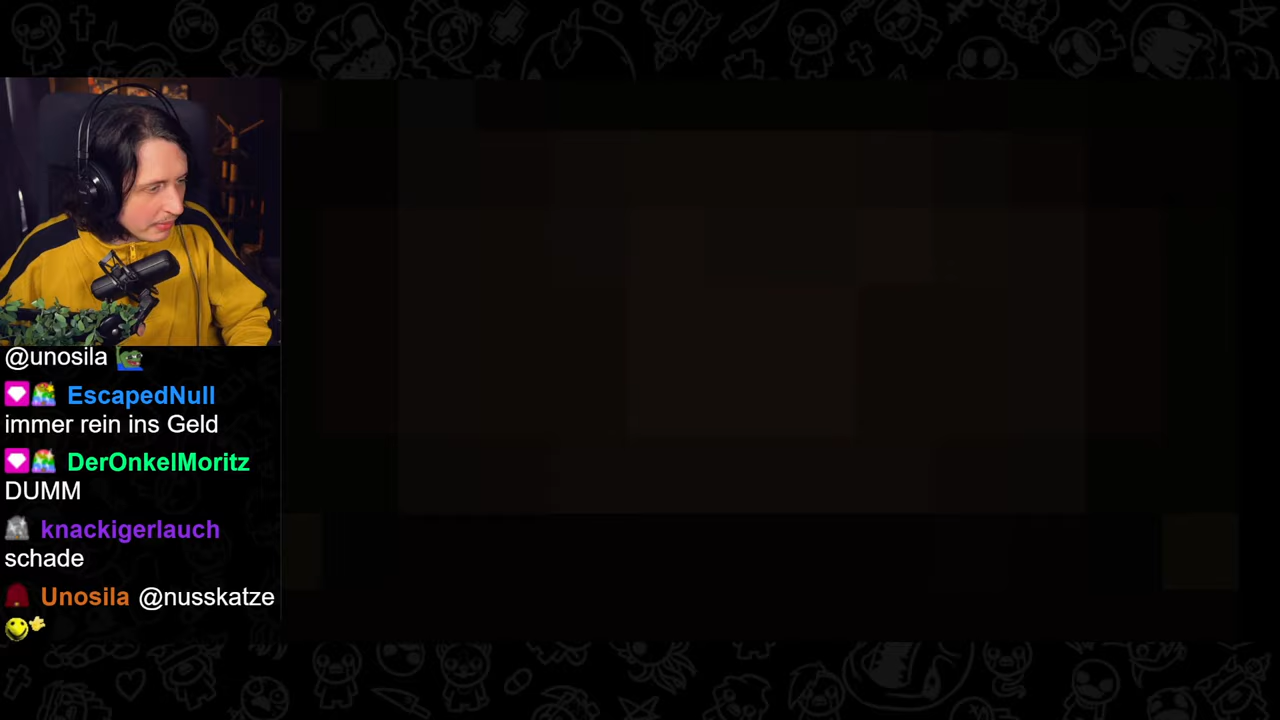 @unosila
EscapedNull
immer rein ins Geld
DerOnkelMoritz
DUMM
knackigerlauch
schade
Unosila @nusskatze